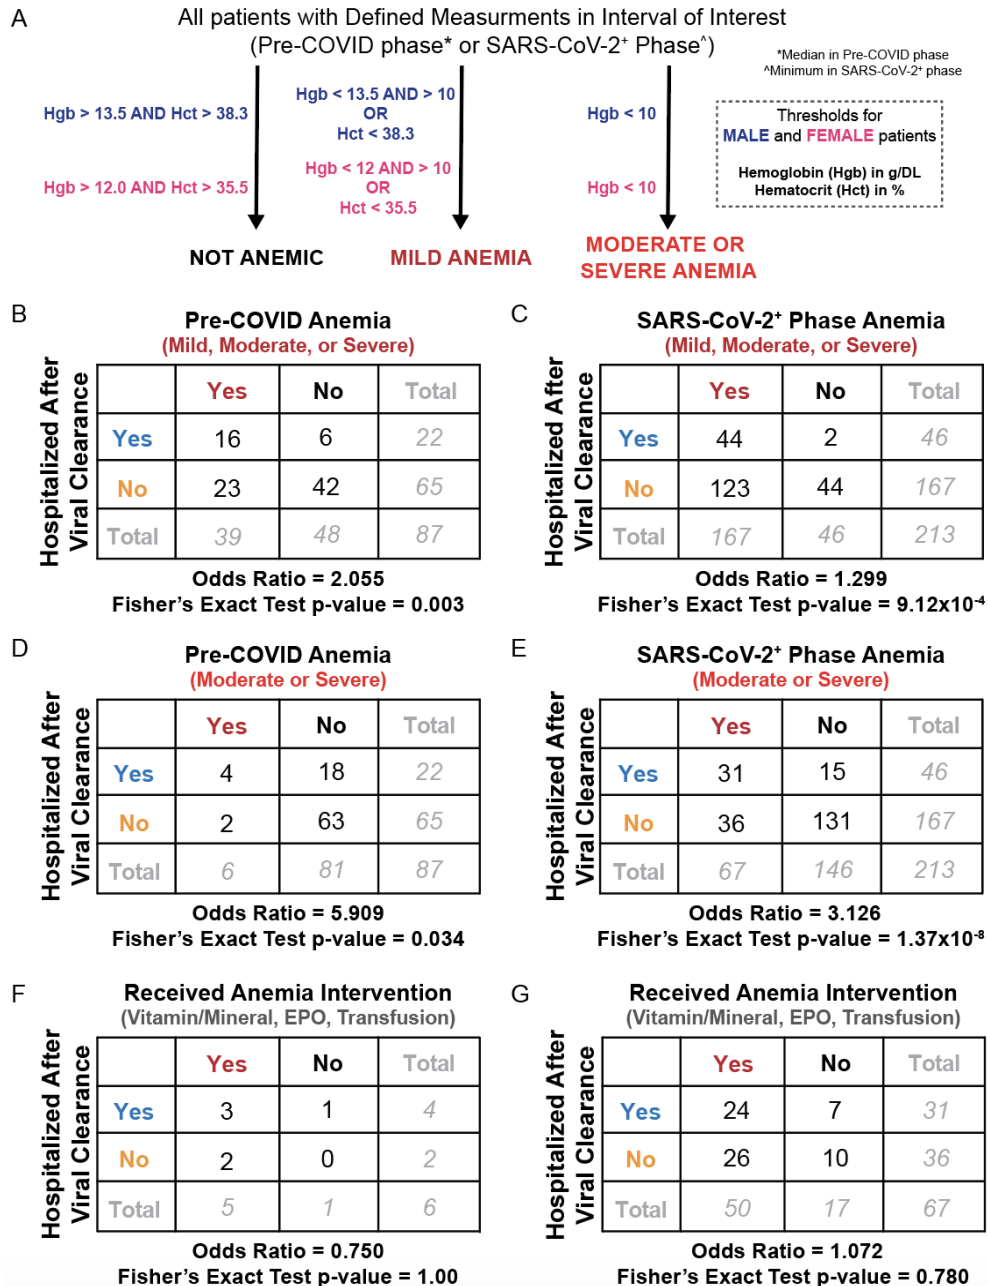 A
All patients with Defined Measurments in Interval of Interest
(Pre-COVID phase* or SARS-CoV-2⁺ Phase^)
*Median in Pre-COVID phase
^Minimum in SARS-CoV-2⁺ phase
Hgb > 13.5 AND Hct > 38.3
Hgb < 13.5 AND > 10
OR
Hct < 38.3
Hgb < 10
Hgb > 12.0 AND Hct > 35.5
Hgb < 12 AND > 10
OR
Hct < 35.5
Hgb < 10
Thresholds for
MALE and FEMALE patients
Hemoglobin (Hgb) in g/DL
Hematocrit (Hct) in %
NOT ANEMIC
MILD ANEMIA
MODERATE OR
SEVERE ANEMIA
B
Pre-COVID Anemia
(Mild, Moderate, or Severe)
Hospitalized After
Viral Clearance
Yes No Total
Yes 16 6 22
No 23 42 65
Total 39 48 87
Odds Ratio = 2.055
Fisher's Exact Test p-value = 0.003
C
SARS-CoV-2⁺ Phase Anemia
(Mild, Moderate, or Severe)
Hospitalized After
Viral Clearance
Yes No Total
Yes 44 2 46
No 123 44 167
Total 167 46 213
Odds Ratio = 1.299
Fisher's Exact Test p-value = 9.12x10⁻⁴
D
Pre-COVID Anemia
(Moderate or Severe)
Hospitalized After
Viral Clearance
Yes No Total
Yes 4 18 22
No 2 63 65
Total 6 81 87
Odds Ratio = 5.909
Fisher's Exact Test p-value = 0.034
E
SARS-CoV-2⁺ Phase Anemia
(Moderate or Severe)
Hospitalized After
Viral Clearance
Yes No Total
Yes 31 15 46
No 36 131 167
Total 67 146 213
Odds Ratio = 3.126
Fisher's Exact Test p-value = 1.37x10⁻⁸
F
Received Anemia Intervention
(Vitamin/Mineral, EPO, Transfusion)
Hospitalized After
Viral Clearance
Yes No Total
Yes 3 1 4
No 2 0 2
Total 5 1 6
Odds Ratio = 0.750
Fisher's Exact Test p-value = 1.00
G
Received Anemia Intervention
(Vitamin/Mineral, EPO, Transfusion)
Hospitalized After
Viral Clearance
Yes No Total
Yes 24 7 31
No 26 10 36
Total 50 17 67
Odds Ratio = 1.072
Fisher's Exact Test p-value = 0.780